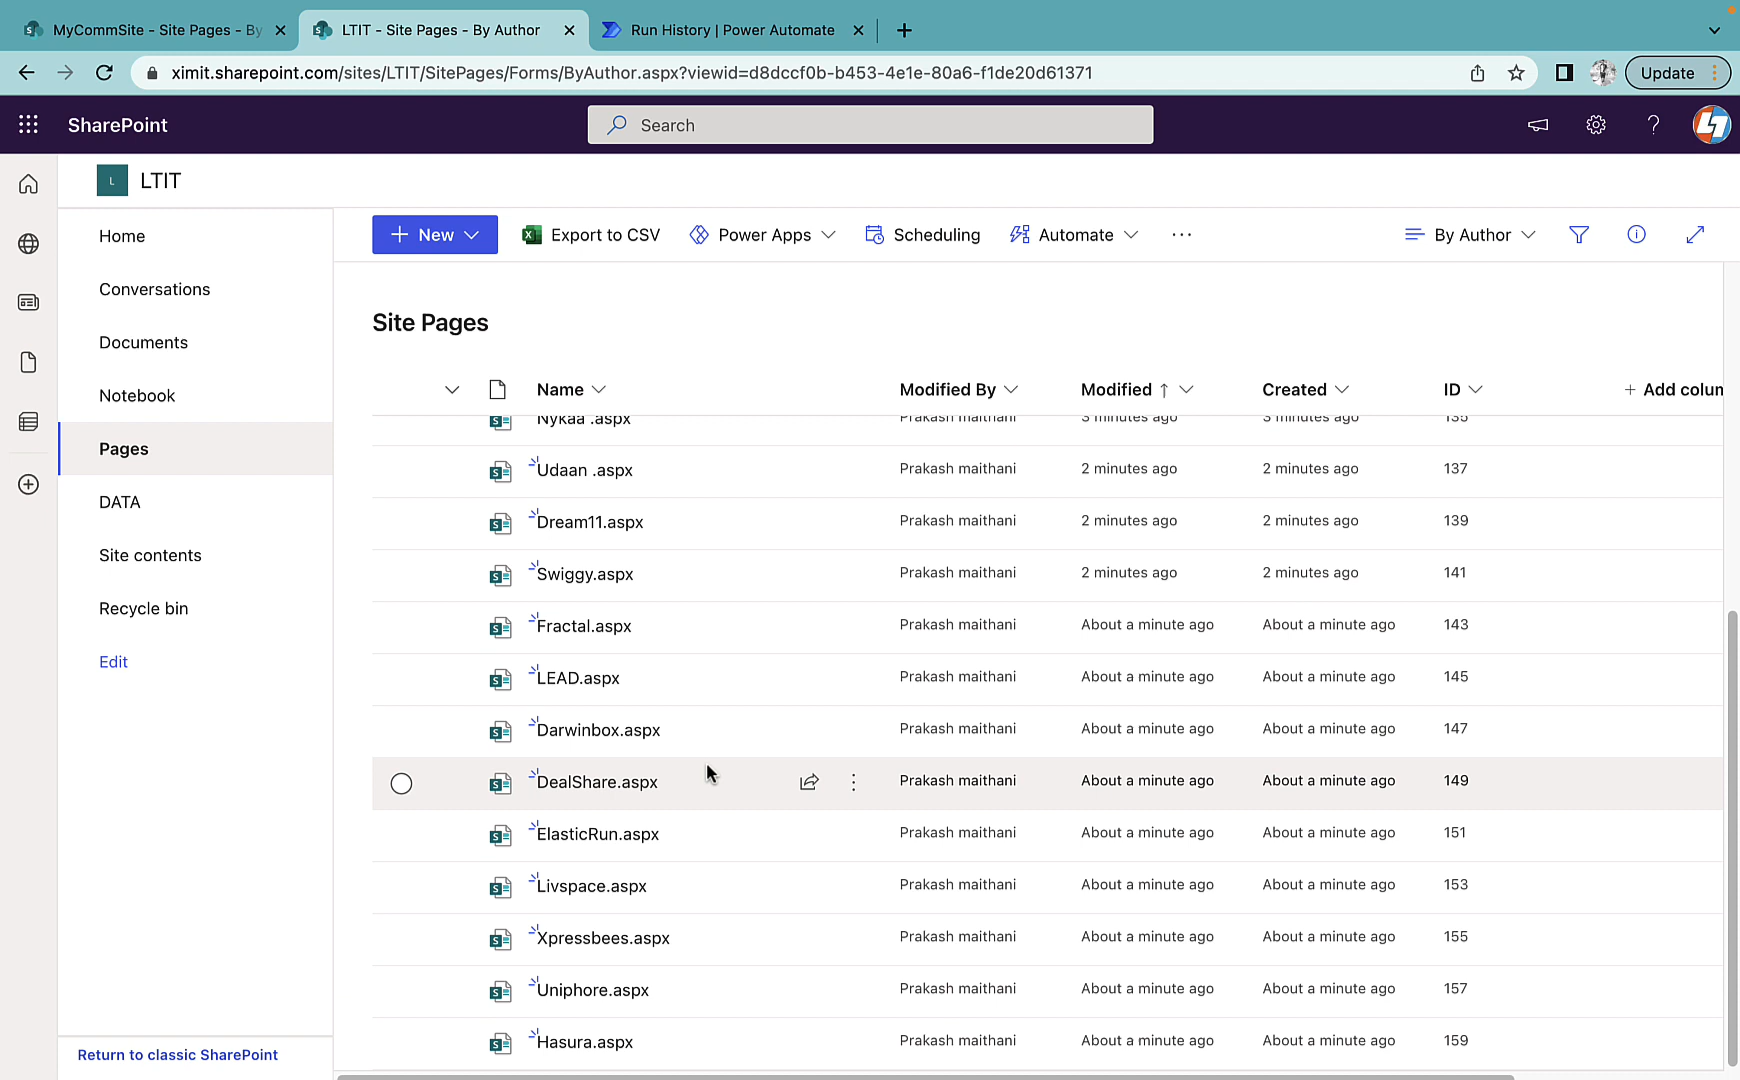 MyCommSite - Site Pages - By
LTIT - Site Pages - By Author
Run History | Power Automate
ximit.sharepoint.com/sites/LTIT/SitePages/Forms/ByAuthor.aspx?viewid=d8dccf0b-b453-4e1e-80a6-f1de20d61371
Update
SharePoint
Search
L
LTIT
Home
Conversations
Documents
Notebook
Pages
DATA
Site contents
Recycle bin
Edit
Return to classic SharePoint
New
Export to CSV
Power Apps
Scheduling
Automate
By Author
Site Pages
Name Modified By Modified Created ID + Add colum
Nykaa .aspx Prakash maithani 3 minutes ago 3 minutes ago 135
Udaan .aspx Prakash maithani 2 minutes ago 2 minutes ago 137
Dream11.aspx Prakash maithani 2 minutes ago 2 minutes ago 139
Swiggy.aspx Prakash maithani 2 minutes ago 2 minutes ago 141
Fractal.aspx Prakash maithani About a minute ago About a minute ago 143
LEAD.aspx Prakash maithani About a minute ago About a minute ago 145
Darwinbox.aspx Prakash maithani About a minute ago About a minute ago 147
DealShare.aspx Prakash maithani About a minute ago About a minute ago 149
ElasticRun.aspx Prakash maithani About a minute ago About a minute ago 151
Livspace.aspx Prakash maithani About a minute ago About a minute ago 153
Xpressbees.aspx Prakash maithani About a minute ago About a minute ago 155
Uniphore.aspx Prakash maithani About a minute ago About a minute ago 157
Hasura.aspx Prakash maithani About a minute ago About a minute ago 159